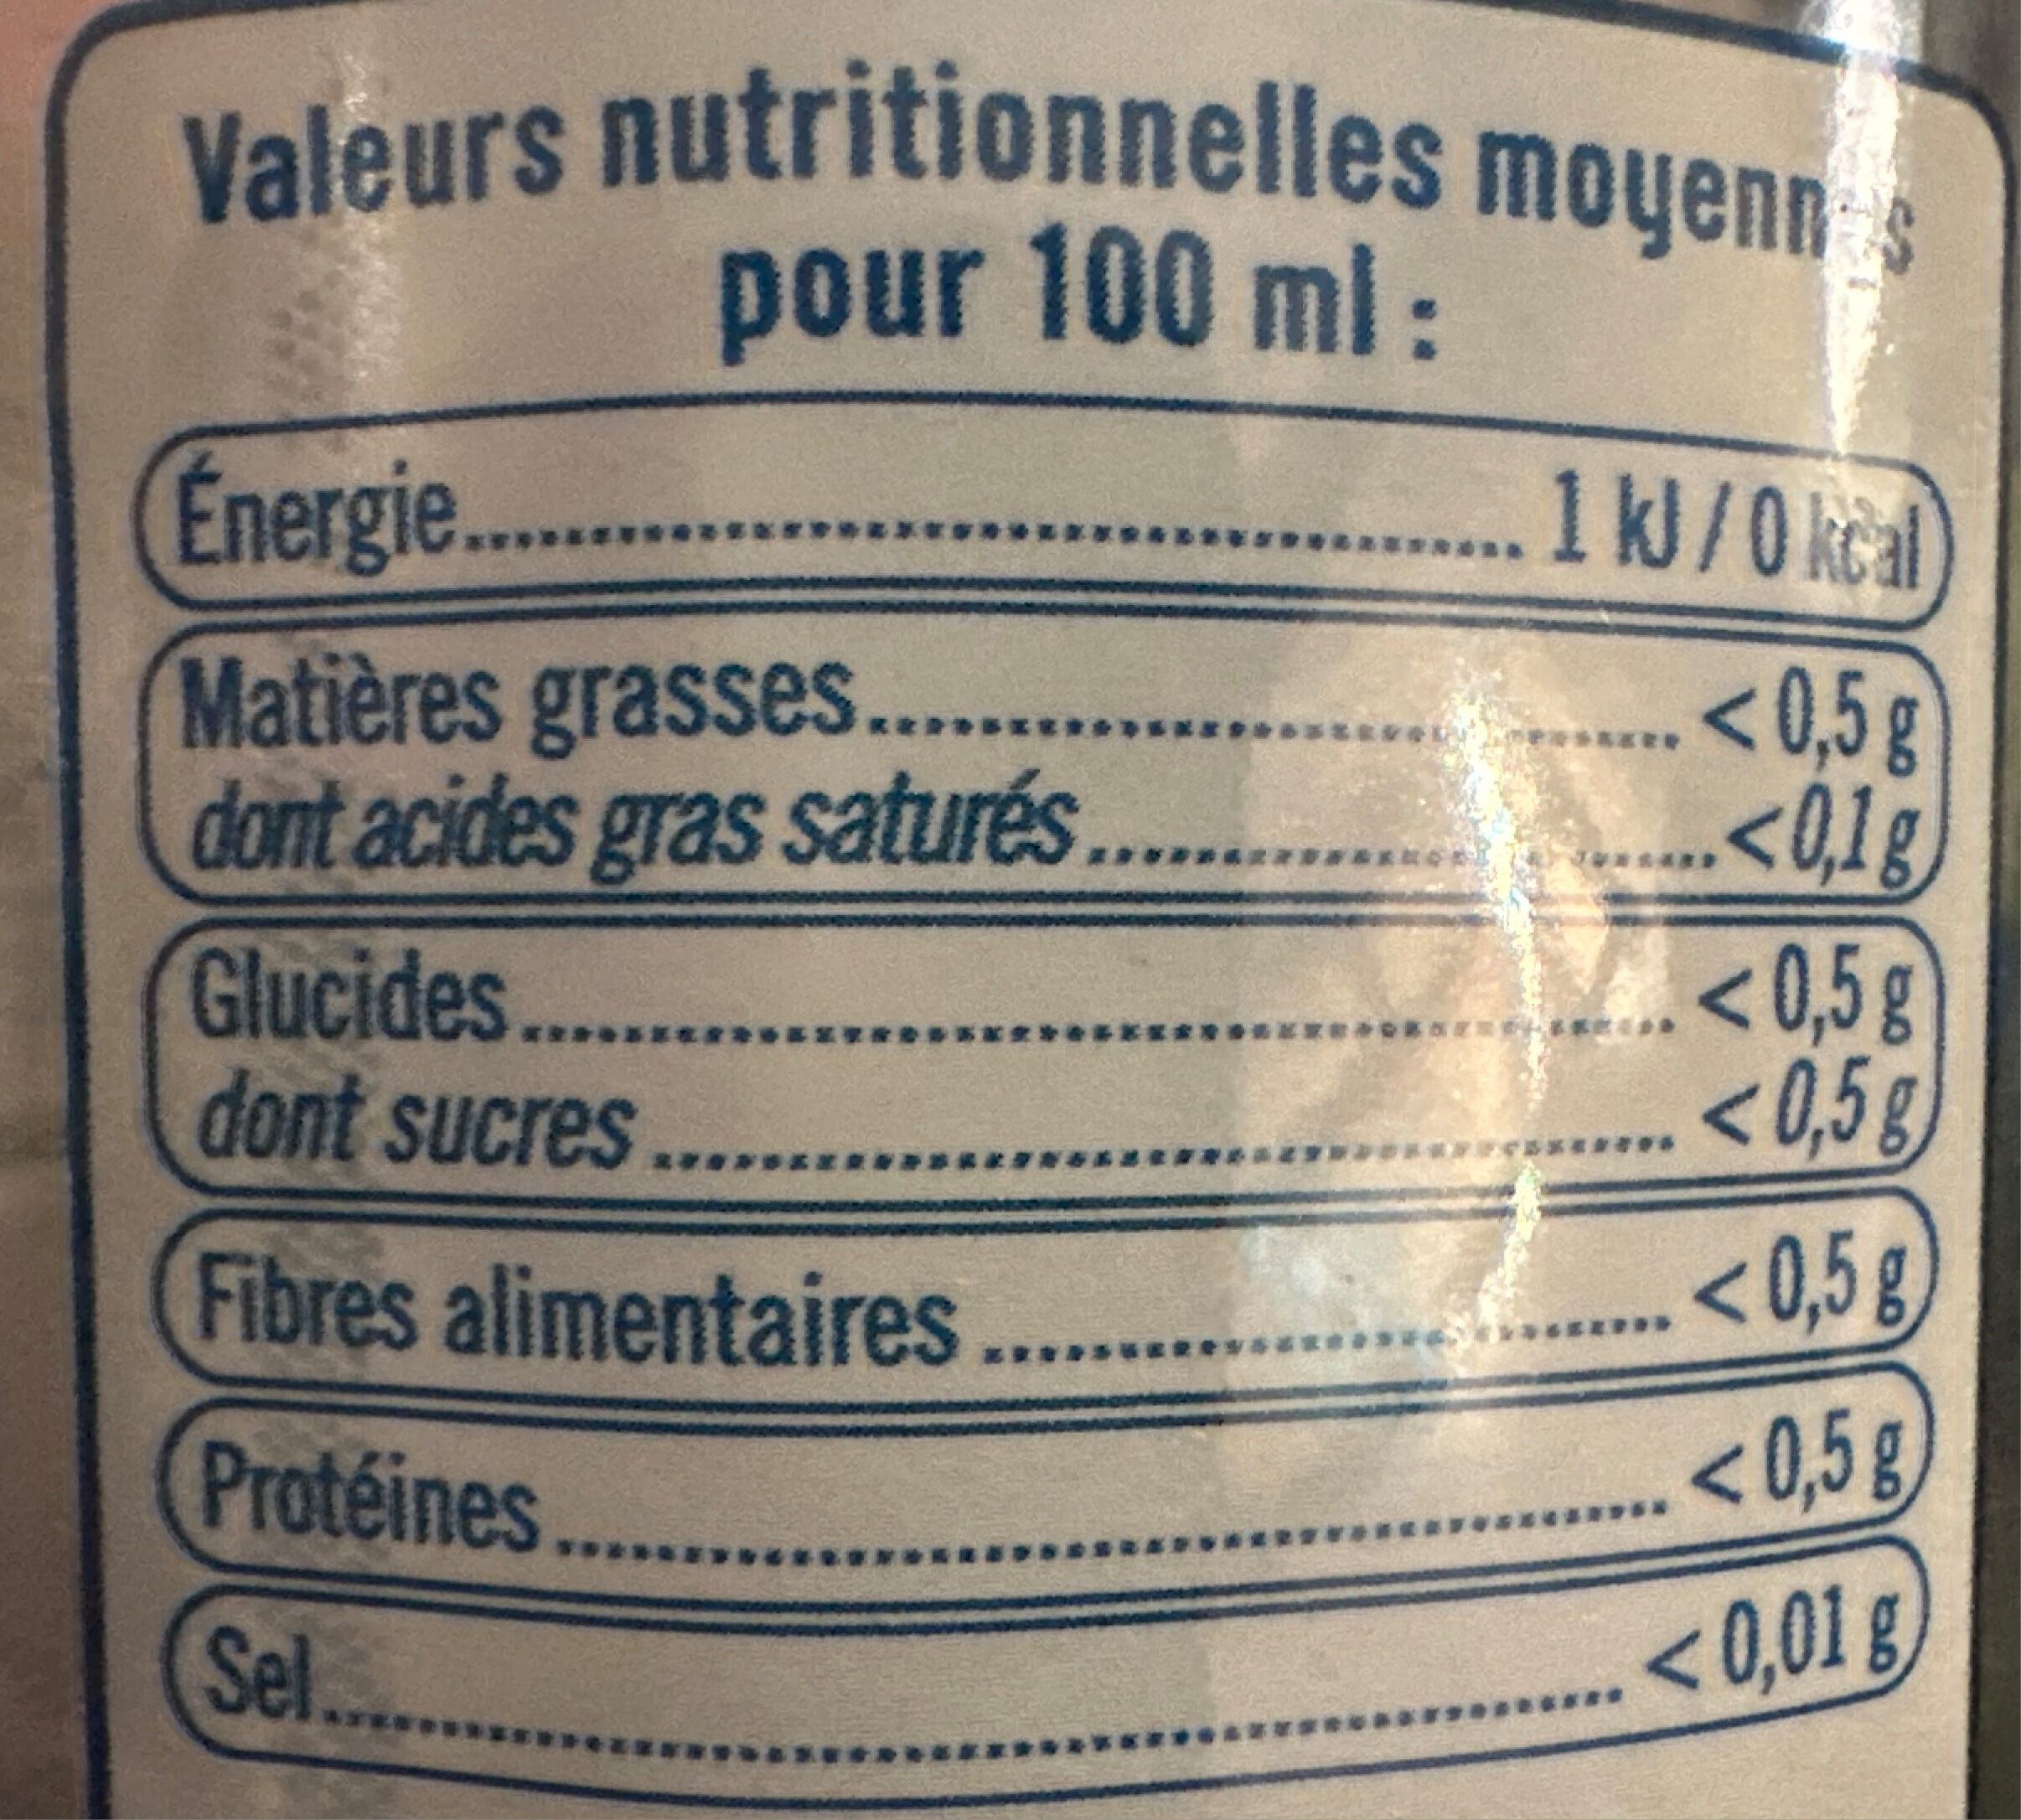 Valeurs nutritionnelles moyennes
pour 100 ml :
Énergie........................................ 1 kJ / 0 kcal
Matières grasses.............................. < 0,5 g
dont acides gras saturés ........................ < 0,1 g
Glucides........................................ < 0,5 g
dont sucres ................................... < 0,5 g
Fibres alimentaires ........................... < 0,5 g
Protéines ...................................... < 0,5 g
Sel............................................. < 0,01 g